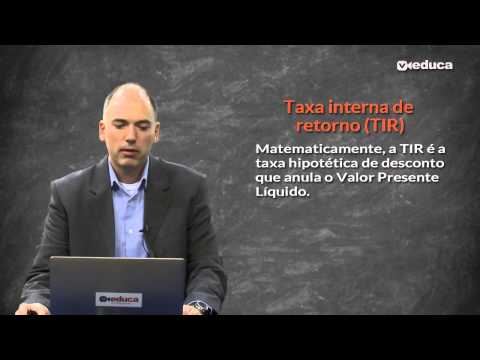 veduca
Taxa interna de
retorno (TIR)
Matematicamente, a TIR é a
taxa hipotética de desconto
que anula o Valor Presente
Líquido.
veduca